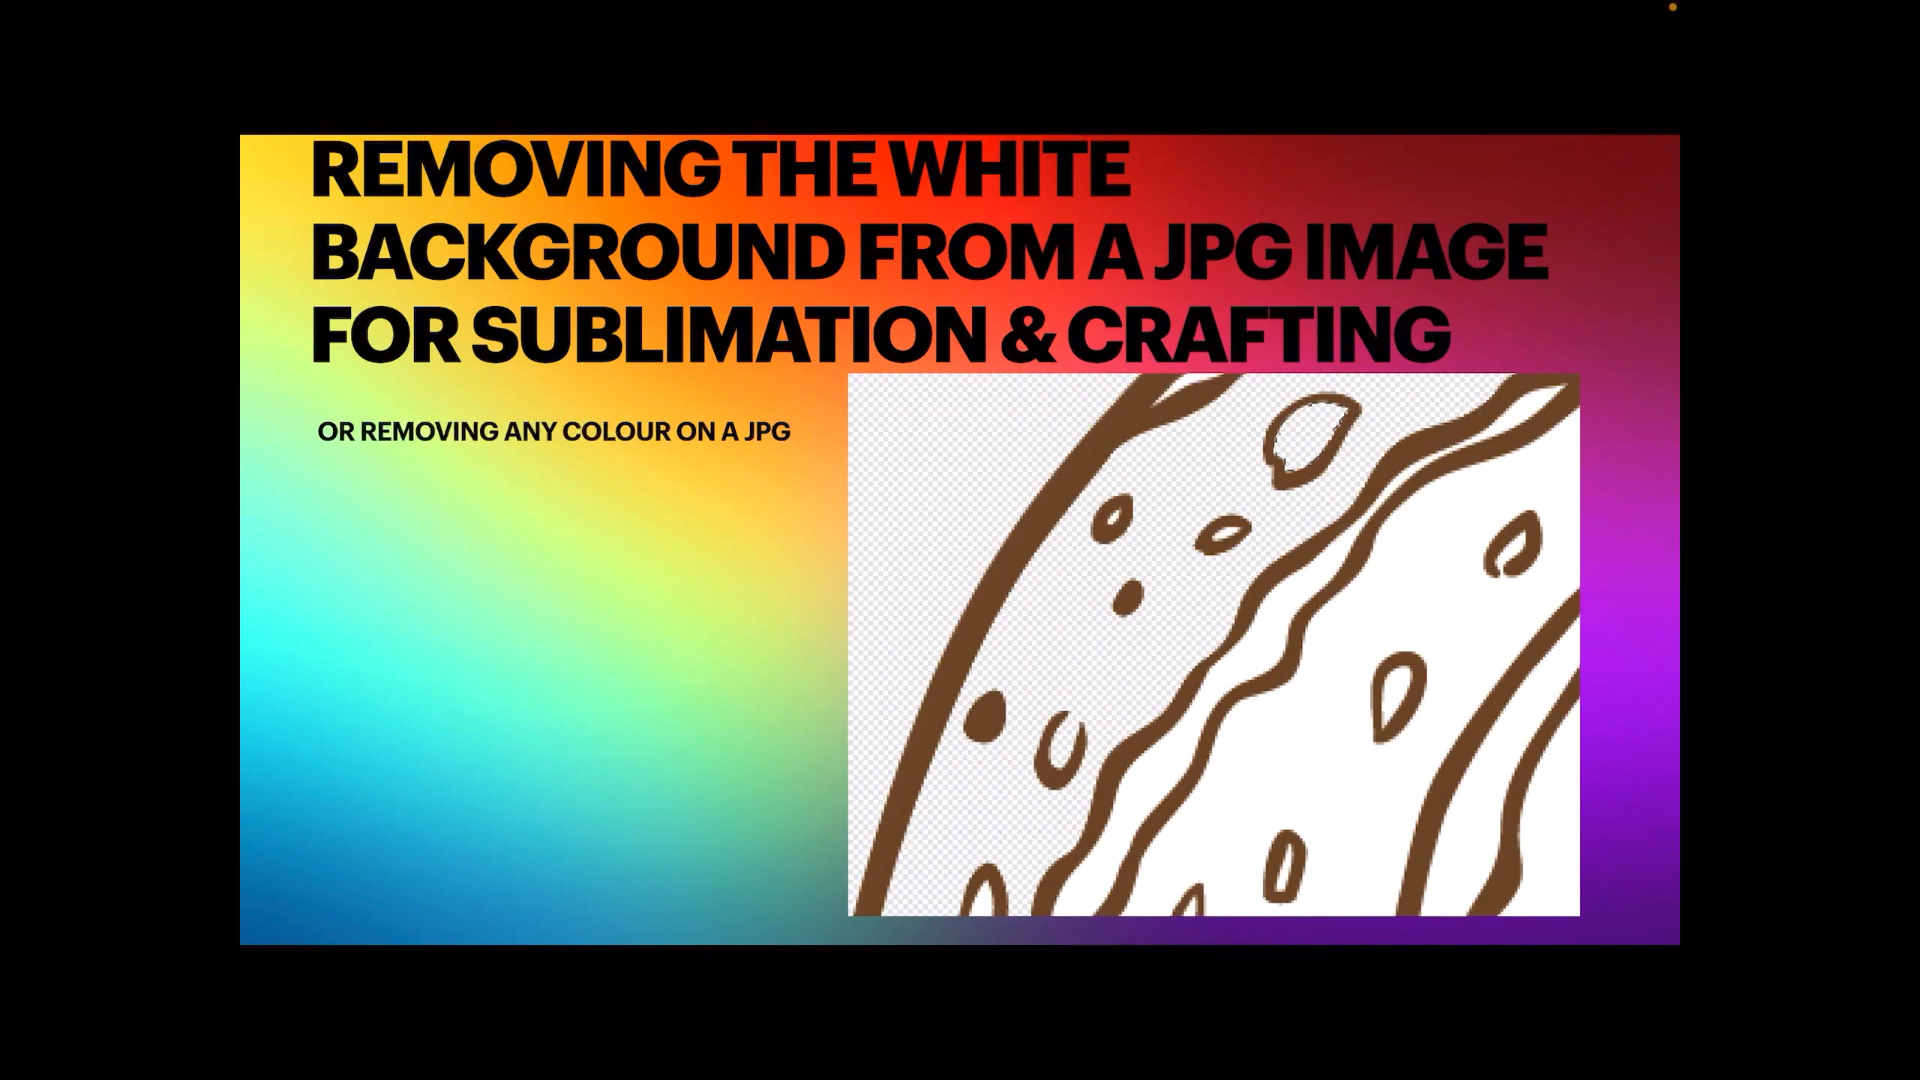 REMOVING THE WHITE
BACKGROUND FROM A JPG IMAGE
FOR SUBLIMATION & CRAFTING
OR REMOVING ANY COLOUR ON A JPG